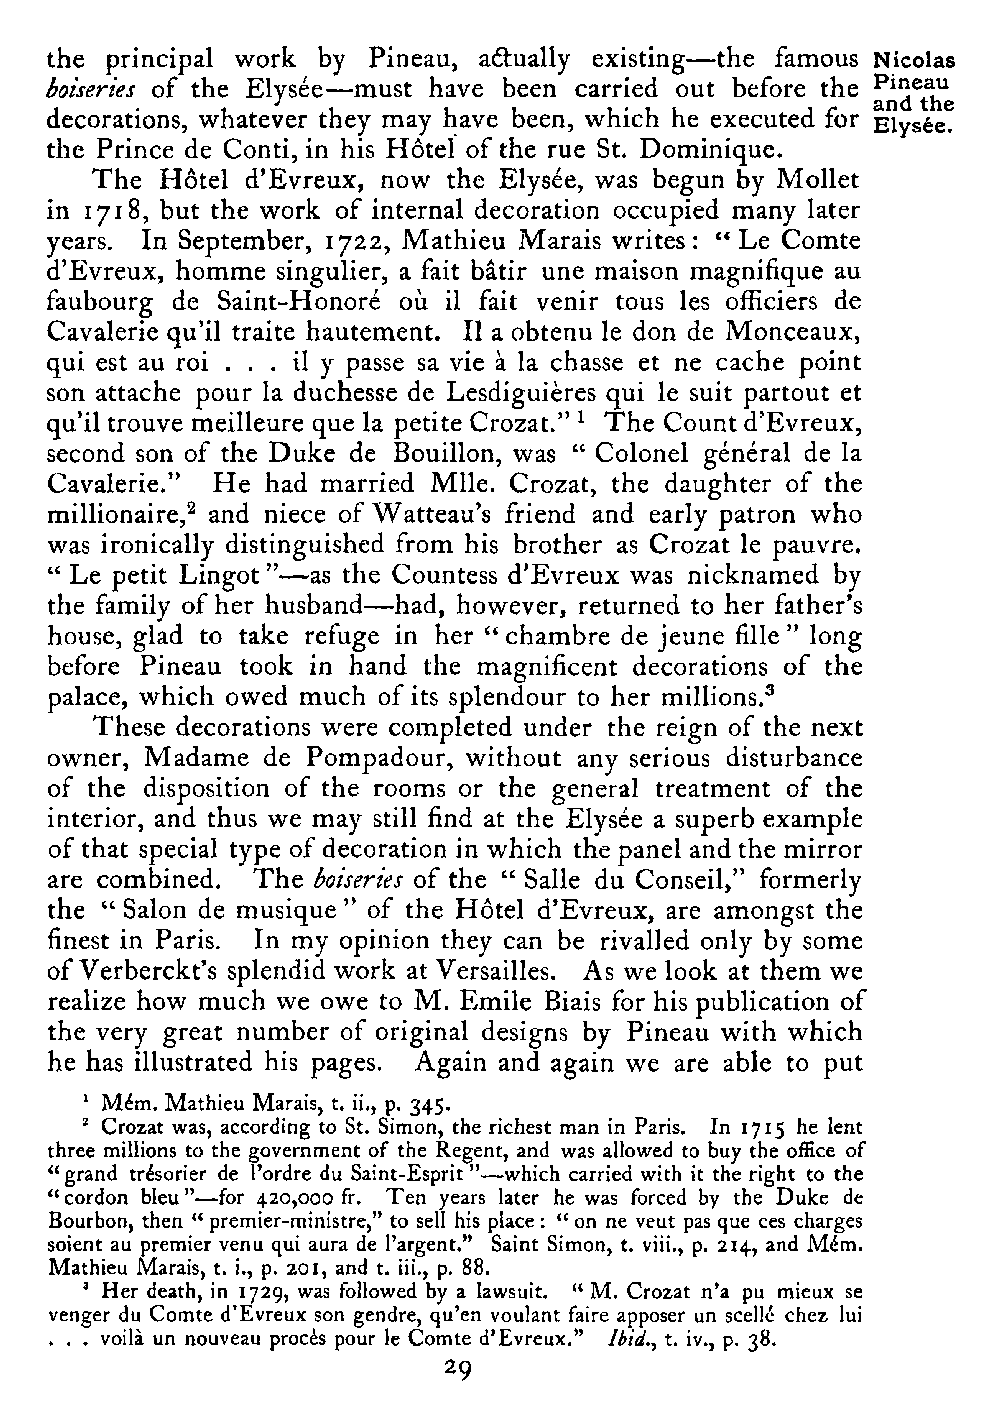 the principal work by Pineau, actually existing—the famous
boiseries of the Elysée—must have been carried out before the
decorations, whatever they may have been, which he executed for
the Prince de Conti, in his Hôtel of the rue St. Dominique.
Nicolas
Pineau
and the
Elysée.
The Hôtel d'Evreux, now the Elysée, was begun by Mollet
in 1718, but the work of internal decoration occupied many later
years. In September, 1722, Mathieu Marais writes: “ Le Comte
d'Evreux, homme singulier, a fait bâtir une maison magnifique au
faubourg de Saint-Honoré où il fait venir tous les officiers de
Cavalerie qu'il traite hautement. Il a obtenu le don de Monceaux,
qui est au roi . . . il y passe sa vie à la chasse et ne cache point
son attache pour la duchesse de Lesdiguières qui le suit partout et
qu'il trouve meilleure que la petite Crozat.” ¹ The Count d'Evreux,
second son of the Duke de Bouillon, was “ Colonel général de la
Cavalerie.” He had married Mlle. Crozat, the daughter of the
millionaire,² and niece of Watteau's friend and early patron who
was ironically distinguished from his brother as Crozat le pauvre.
“ Le petit Lingot ”—as the Countess d'Evreux was nicknamed by
the family of her husband—had, however, returned to her father's
house, glad to take refuge in her “ chambre de jeune fille ” long
before Pineau took in hand the magnificent decorations of the
palace, which owed much of its splendour to her millions.³
These decorations were completed under the reign of the next
owner, Madame de Pompadour, without any serious disturbance
of the disposition of the rooms or the general treatment of the
interior, and thus we may still find at the Elysée a superb example
of that special type of decoration in which the panel and the mirror
are combined. The boiseries of the “ Salle du Conseil,” formerly
the “ Salon de musique ” of the Hôtel d'Evreux, are amongst the
finest in Paris. In my opinion they can be rivalled only by some
of Verberckt's splendid work at Versailles. As we look at them we
realize how much we owe to M. Emile Biais for his publication of
the very great number of original designs by Pineau with which
he has illustrated his pages. Again and again we are able to put
¹ Mém. Mathieu Marais, t. ii., p. 345.
² Crozat was, according to St. Simon, the richest man in Paris. In 1715 he lent
three millions to the government of the Regent, and was allowed to buy the office of
“ grand trésorier de l'ordre du Saint-Esprit ”—which carried with it the right to the
“ cordon bleu ”—for 420,000 fr. Ten years later he was forced by the Duke de
Bourbon, then “ premier-ministre,” to sell his place : “ on ne veut pas que ces charges
soient au premier venu qui aura de l'argent.” Saint Simon, t. viii., p. 214, and Mém.
Mathieu Marais, t. i., p. 201, and t. iii., p. 88.
³ Her death, in 1729, was followed by a lawsuit. “ M. Crozat n'a pu mieux se
venger du Comte d'Evreux son gendre, qu'en voulant faire apposer un scellé chez lui
. . . voilà un nouveau procès pour le Comte d'Evreux.” Ibid., t. iv., p. 38.
29